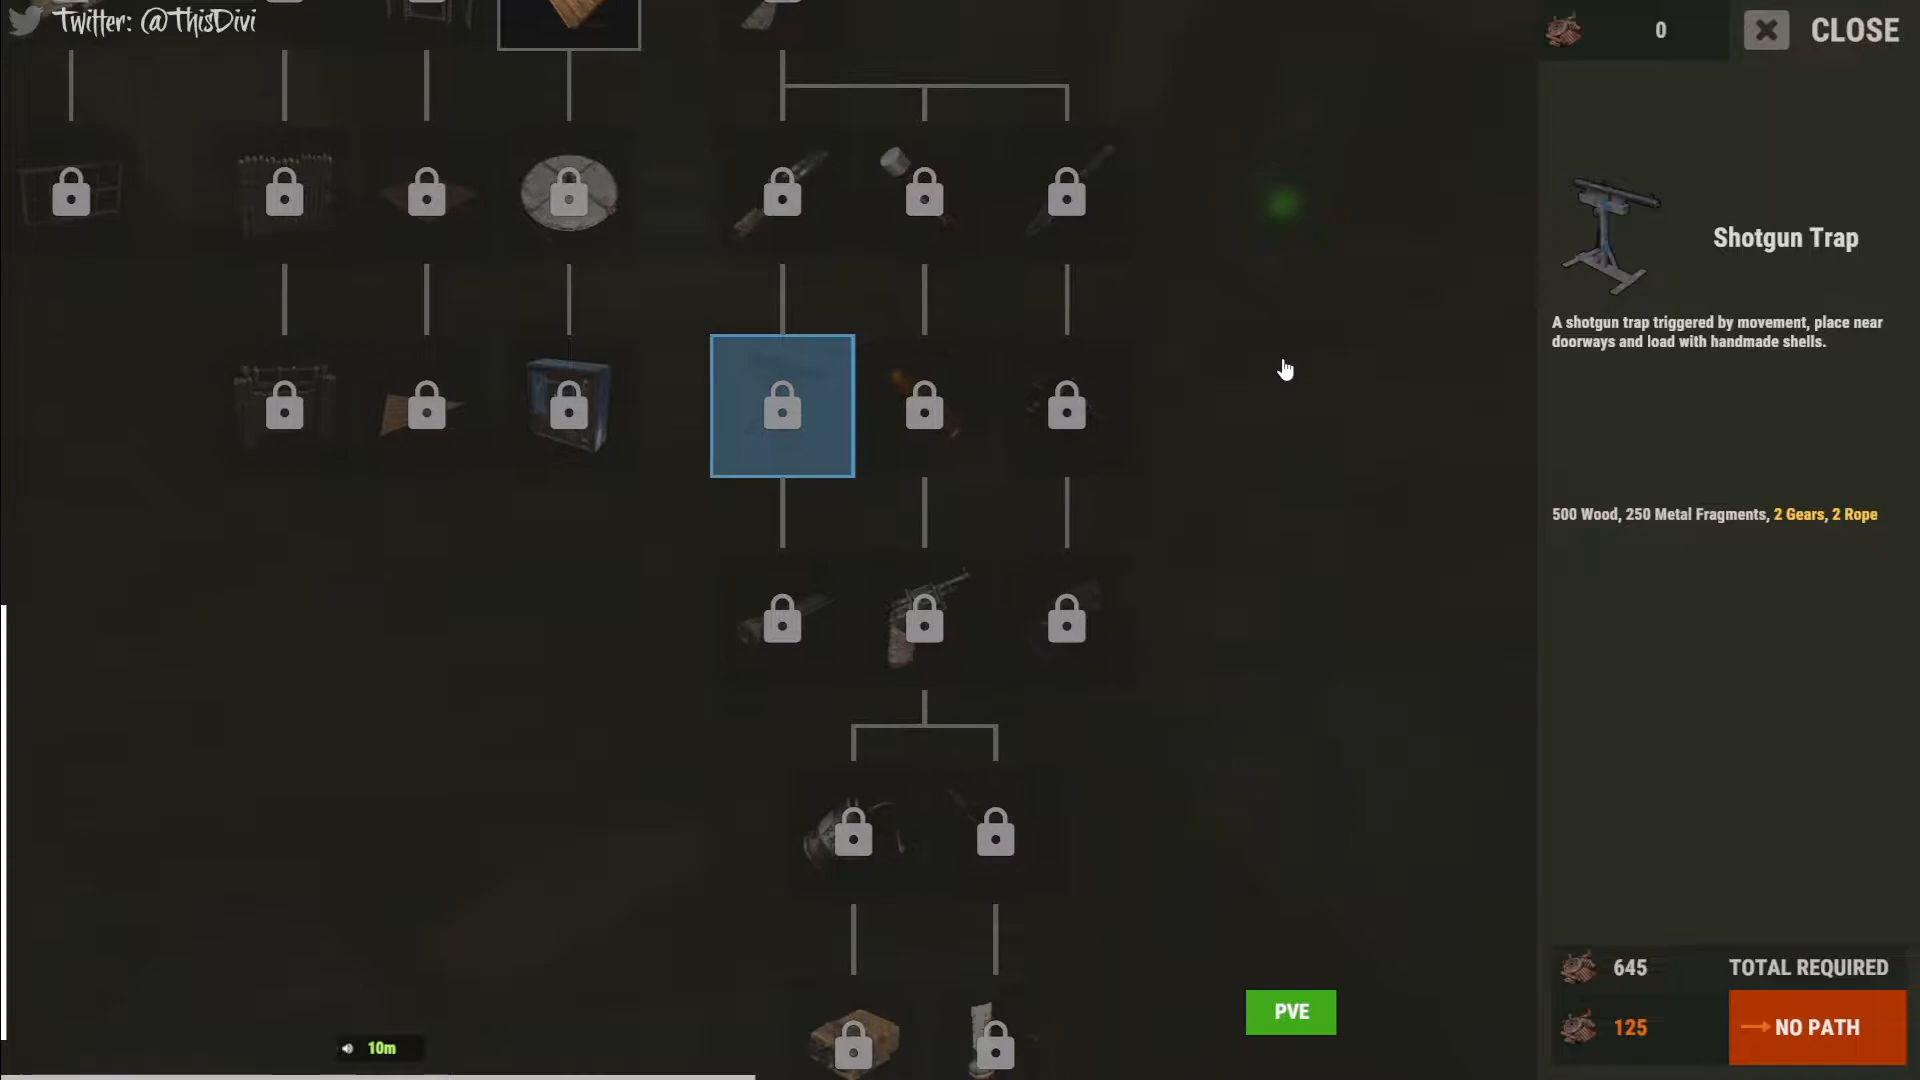 Twitter: @ThisDivi
0
CLOSE
Shotgun Trap
A shotgun trap triggered by movement, place near
doorways and load with handmade shells.
500 Wood, 250 Metal Fragments, 2 Gears, 2 Rope
645 TOTAL REQUIRED
125 NO PATH
PVE
10m